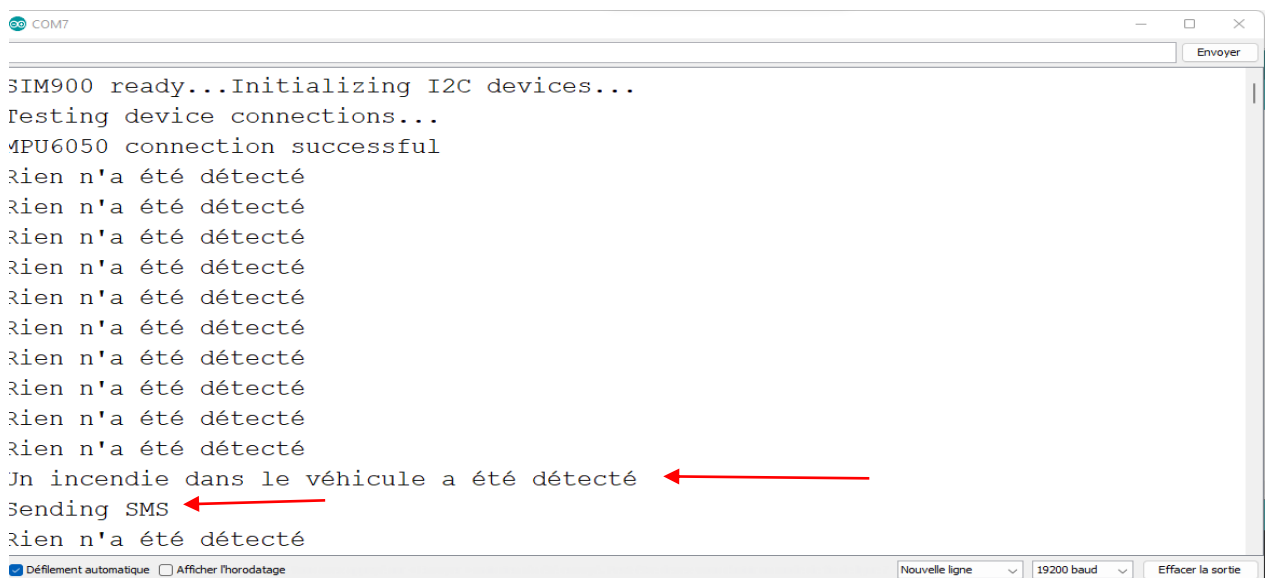 COM7
Envoyer
SIM900 ready...Initializing I2C devices...
Testing device connections...
MPU6050 connection successful
Rien n'a été détecté
Rien n'a été détecté
Rien n'a été détecté
Rien n'a été détecté
Rien n'a été détecté
Rien n'a été détecté
Rien n'a été détecté
Rien n'a été détecté
Rien n'a été détecté
Rien n'a été détecté
Un incendie dans le véhicule a été détecté
Sending SMS
Rien n'a été détecté
Défilement automatique Afficher l'horodatage Nouvelle ligne 19200 baud Effacer la sortie